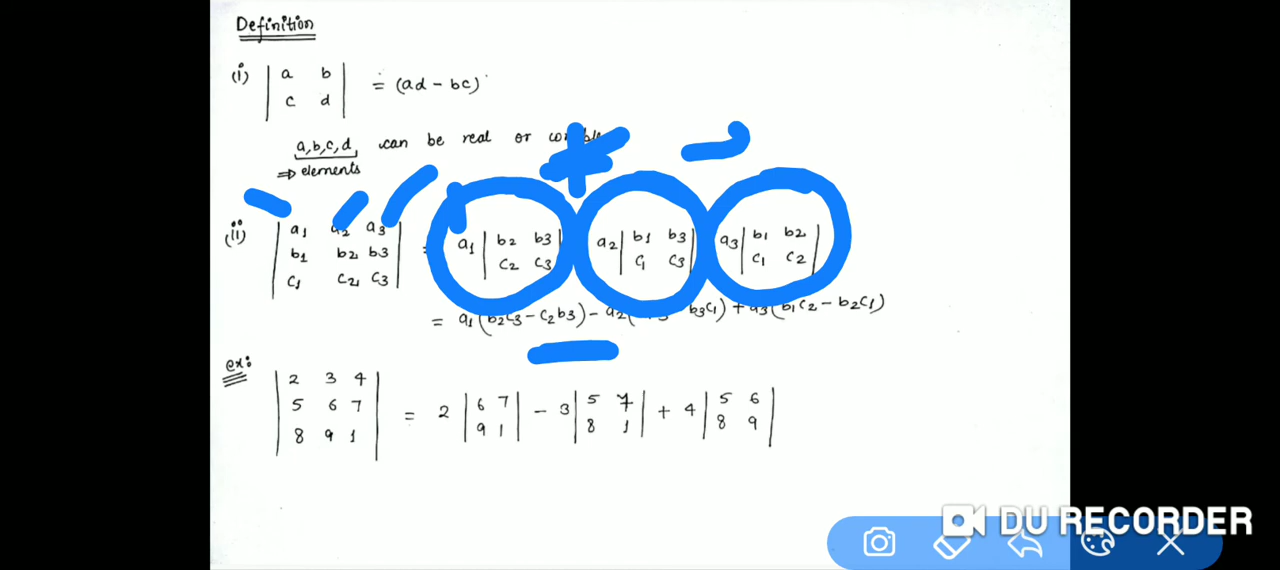 Definition
(i) | a b | = (ad - bc)
| c d |
a,b,c,d, can be real or
⇒ elements
(ii) | a1 a2 a3 | = a1 | b2 b3 | a2 | b1 b3 | a3 | b1 b2 |
| b1 b2 b3 | | c2 c3 | | c1 c3 | | c1 c2 |
| c1 c2 c3 |
= a1 (b2c3 - c2b3) - a2 ( b3c1) + a3 (b1c2 - b2c1)
ex:
| 2 3 4 |
| 5 6 7 | = 2 | 6 7 | - 3 | 5 7 | + 4 | 5 6 |
| 8 9 1 | | 9 1 | | 8 1 | | 8 9 |
DU RECORDER